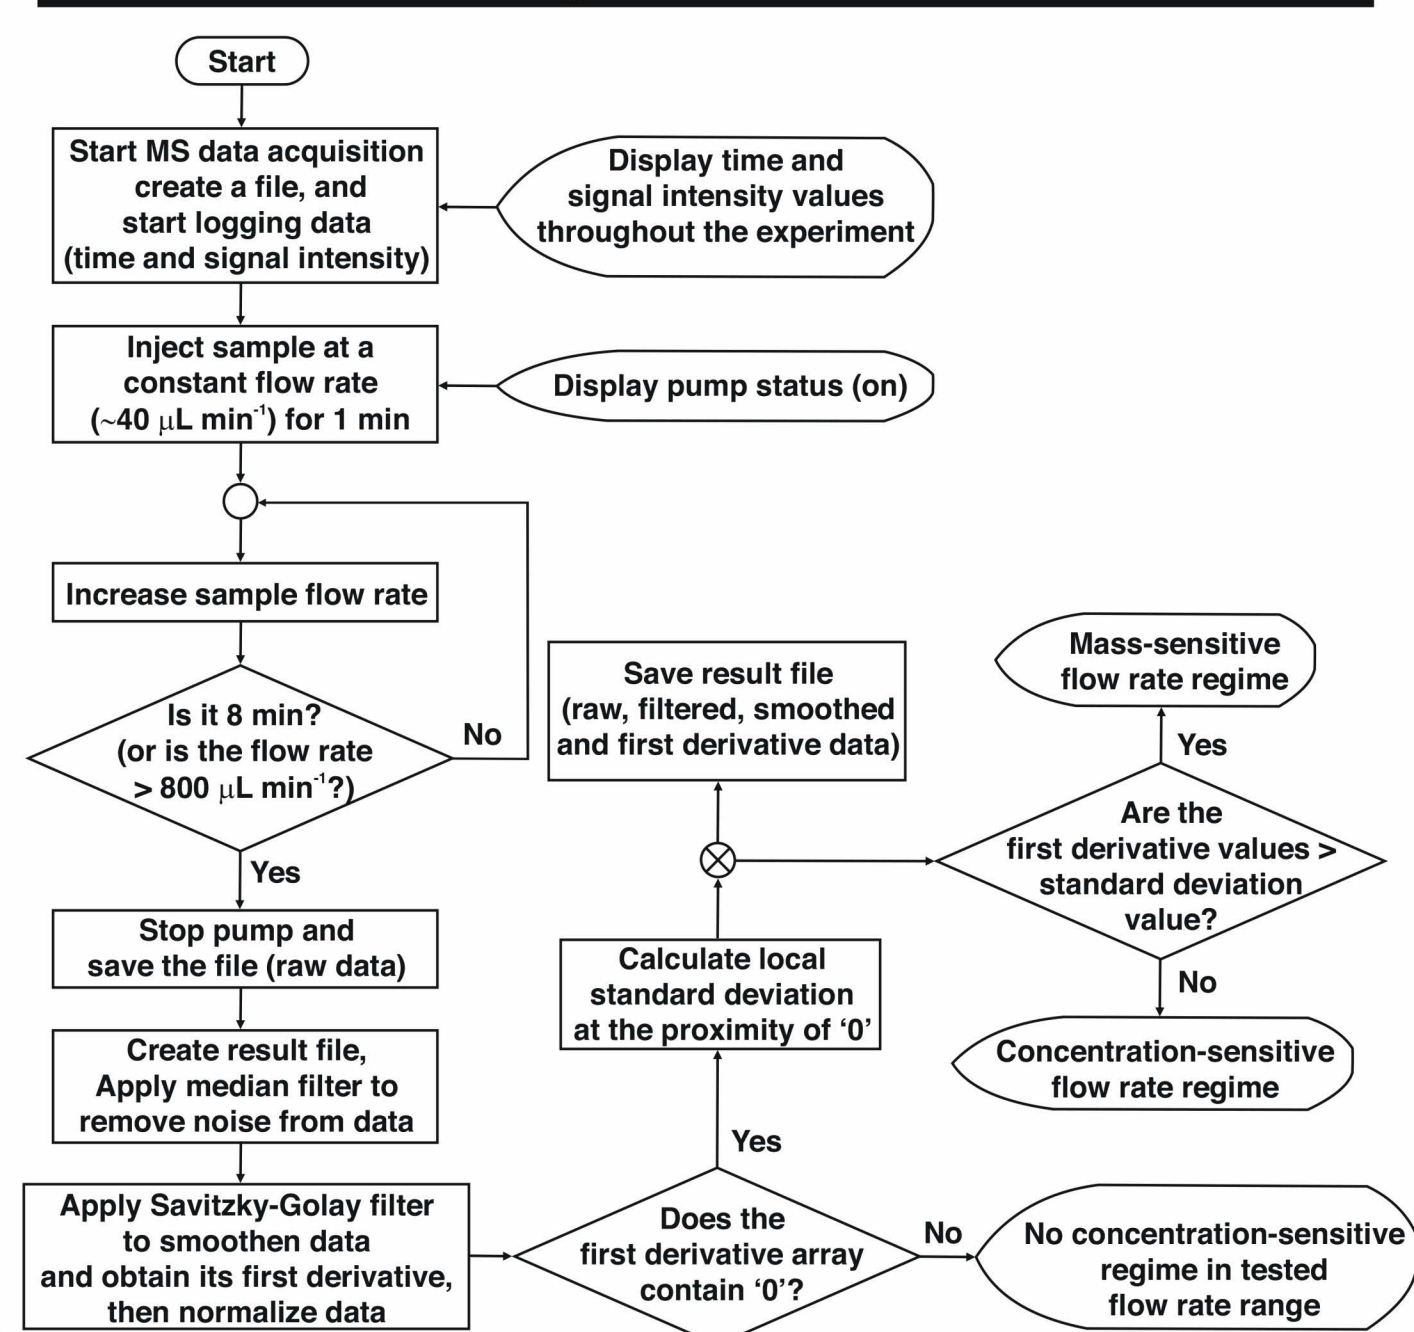 Start
Start MS data acquisition
create a file, and
start logging data
(time and signal intensity)
Display time and
signal intensity values
throughout the experiment
Inject sample at a
constant flow rate
(~40 μL min⁻¹) for 1 min
Display pump status (on)
Increase sample flow rate
Is it 8 min?
(or is the flow rate
> 800 μL min⁻¹?)
No
Yes
Stop pump and
save the file (raw data)
Create result file,
Apply median filter to
remove noise from data
Apply Savitzky-Golay filter
to smoothen data
and obtain its first derivative,
then normalize data
Does the
first derivative array
contain ‘0’?
No
No concentration-sensitive
regime in tested
flow rate range
Yes
Calculate local
standard deviation
at the proximity of ‘0’
Save result file
(raw, filtered, smoothed
and first derivative data)
Are the
first derivative values >
standard deviation
value?
Yes
Mass-sensitive
flow rate regime
No
Concentration-sensitive
flow rate regime